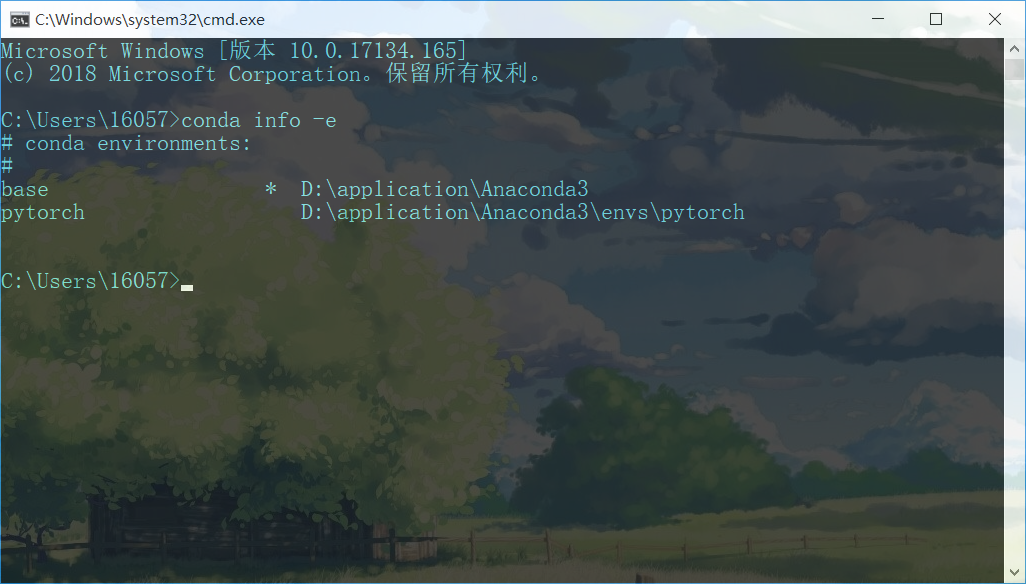 C:\Windows\system32\cmd.exe
Microsoft Windows [版本 10.0.17134.165]
(c) 2018 Microsoft Corporation。保留所有权利。
C:\Users\16057>conda info -e
# conda environments:
#
base                  *  D:\application\Anaconda3
pytorch                  D:\application\Anaconda3\envs\pytorch
C:\Users\16057>